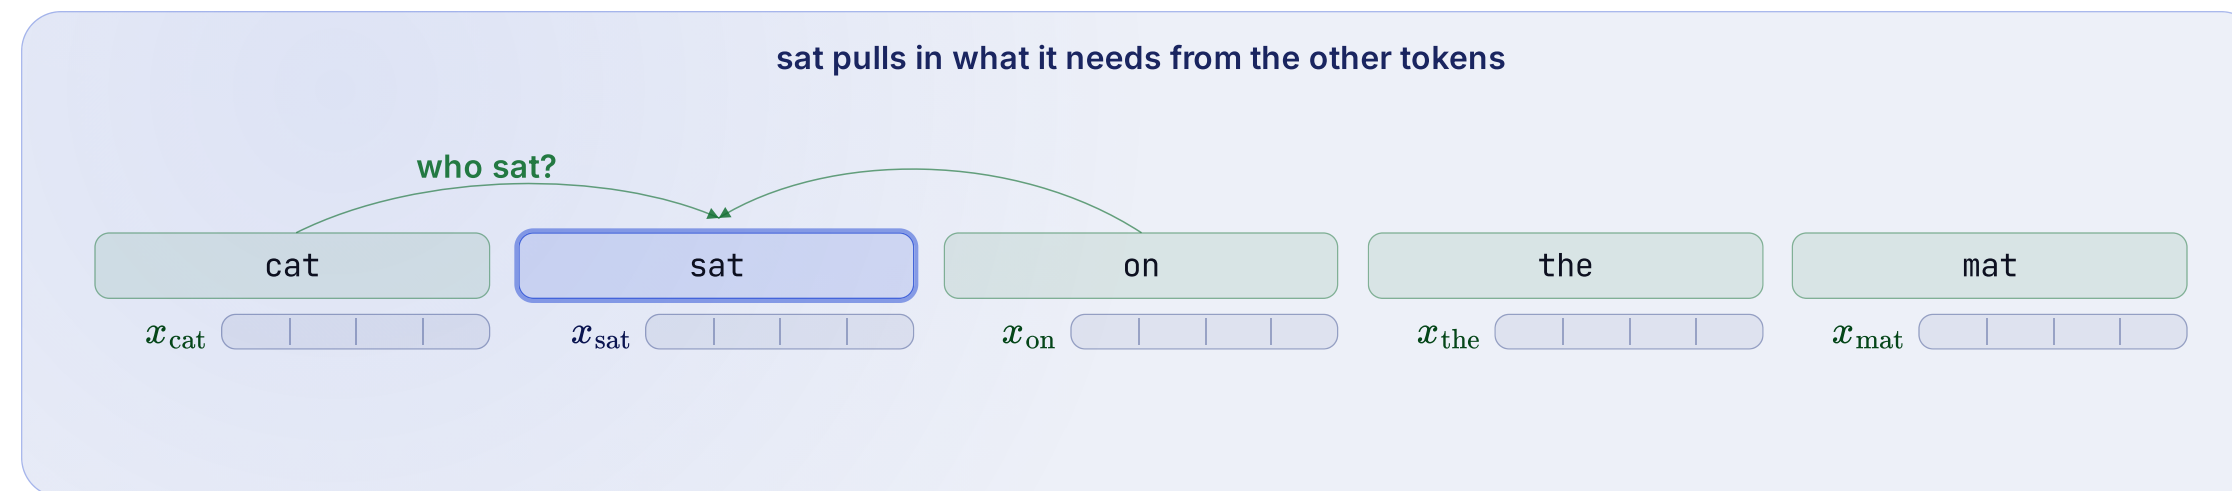 sat pulls in what it needs from the other tokens
who sat?
cat sat on the mat
x_cat x_sat x_on x_the x_mat